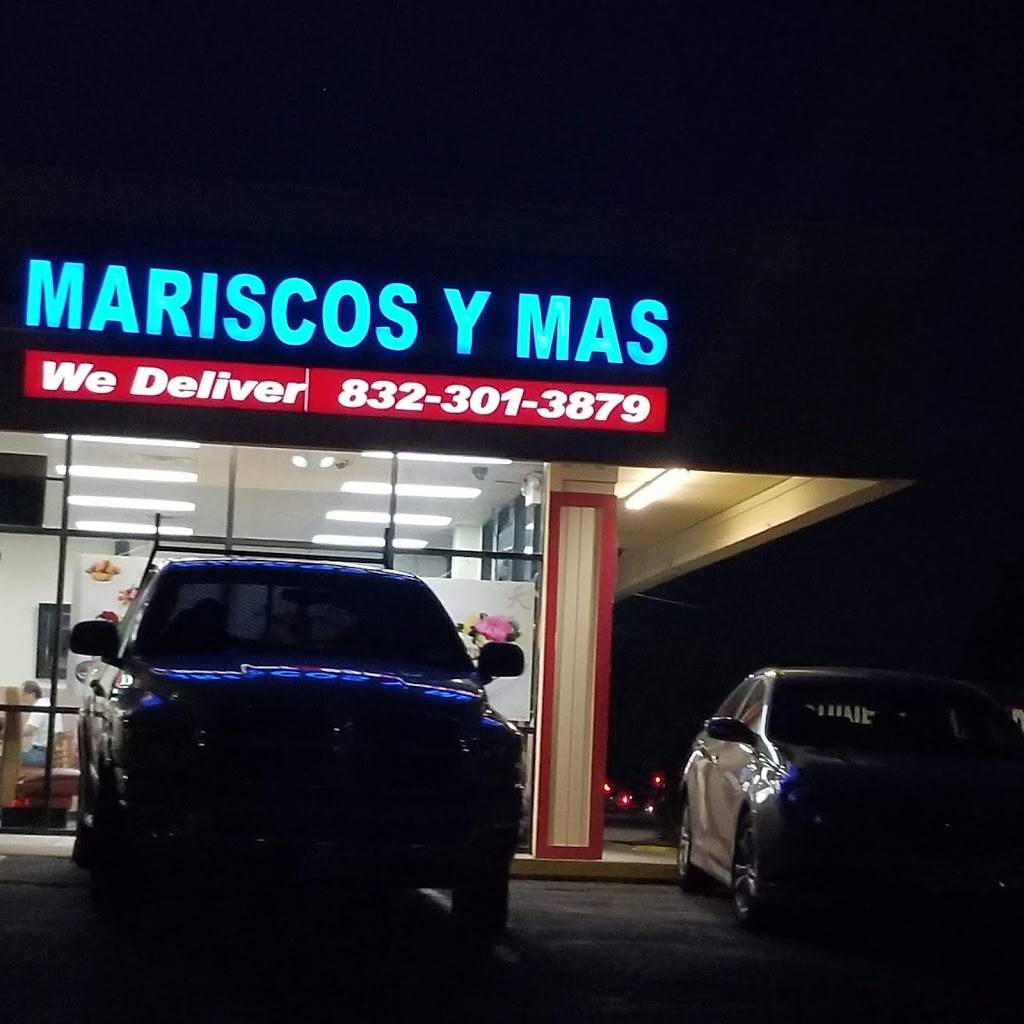 MARISCOS Y MAS
We Deliver 832-301-3879